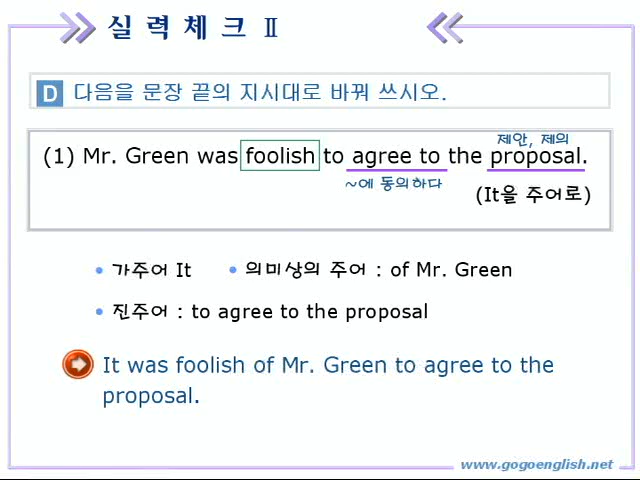 실 력 체 크 Ⅱ
D 다음을 문장 끝의 지시대로 바꿔 쓰시오.
제안, 제의
(1) Mr. Green was foolish to agree to the proposal.
~에 동의하다
(It을 주어로)
• 가주어 It • 의미상의 주어 : of Mr. Green
• 진주어 : to agree to the proposal
It was foolish of Mr. Green to agree to the
proposal.
www.gogoenglish.net